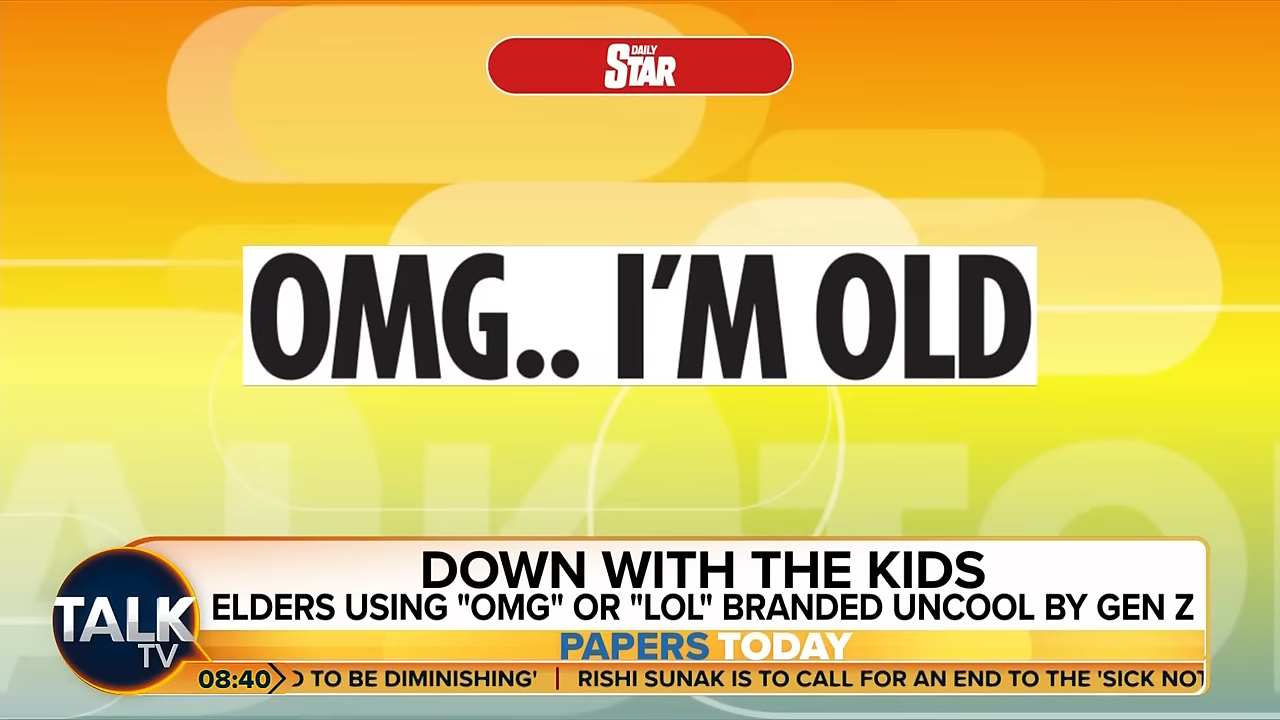 DAILY
STAR
OMG.. I'M OLD
DOWN WITH THE KIDS
ELDERS USING "OMG" OR "LOL" BRANDED UNCOOL BY GEN Z
PAPERS TODAY
TALK
TV
08:40
TO BE DIMINISHING' | RISHI SUNAK IS TO CALL FOR AN END TO THE 'SICK